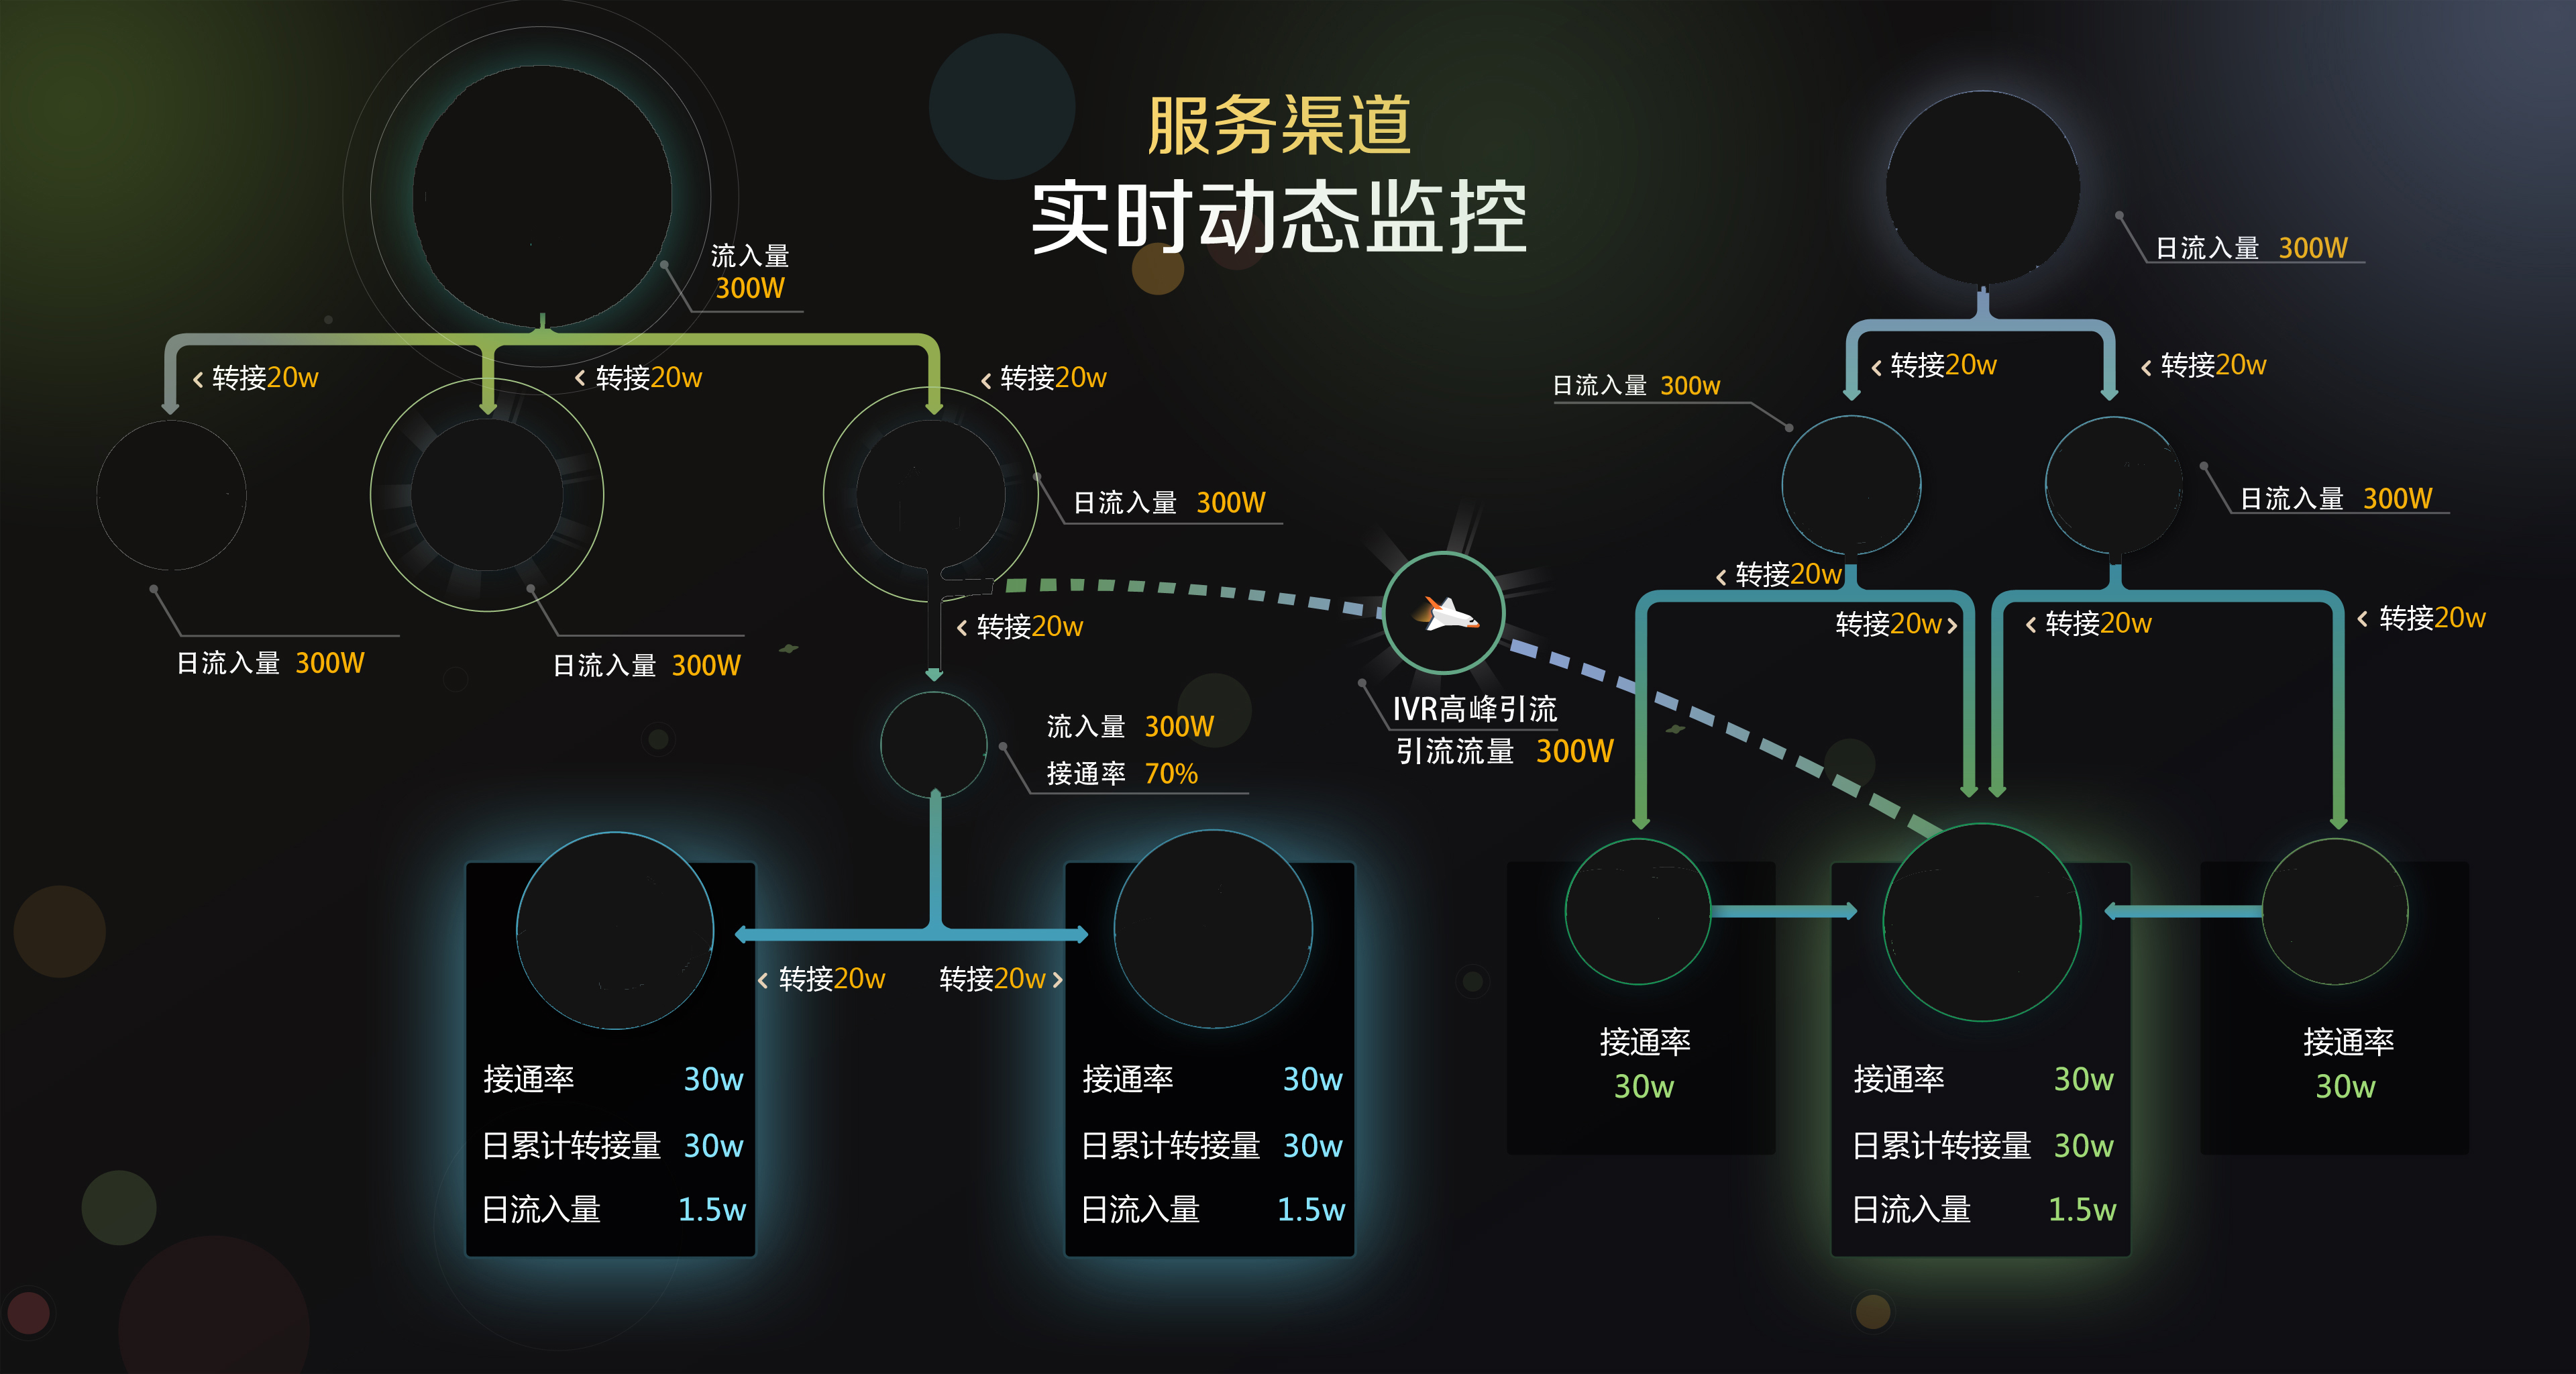 服务渠道
实时动态监控
流入量
300W
日流入量 300W
‹ 转接20w
‹ 转接20w
‹ 转接20w
‹ 转接20w
‹ 转接20w
日流入量 300w
日流入量 300W
日流入量 300W
‹ 转接20w
转接20w ›
‹ 转接20w
‹ 转接20w
‹ 转接20w
日流入量 300W
日流入量 300W
IVR高峰引流
引流流量 300W
流入量 300W
接通率 70%
‹ 转接20w
转接20w ›
接通率 30w
日累计转接量 30w
日流入量 1.5w
接通率 30w
日累计转接量 30w
日流入量 1.5w
接通率
30w
接通率 30w
日累计转接量 30w
日流入量 1.5w
接通率
30w